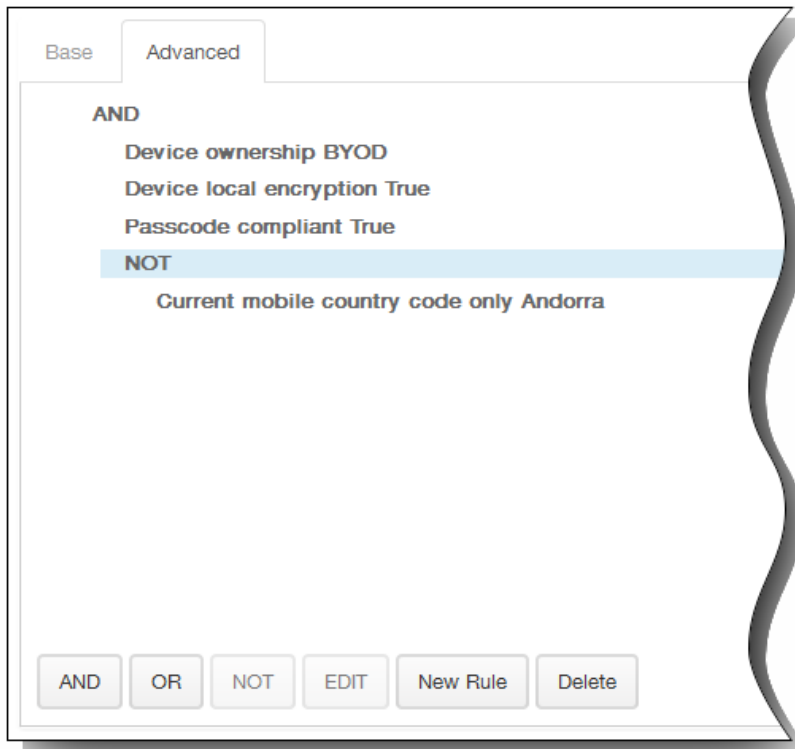 Base Advanced
AND
Device ownership BYOD
Device local encryption True
Passcode compliant True
NOT
Current mobile country code only Andorra
AND OR NOT EDIT New Rule Delete